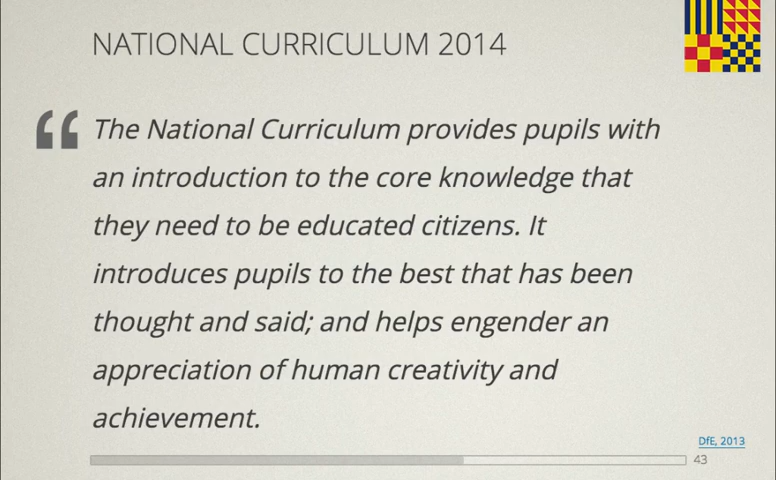 NATIONAL CURRICULUM 2014
“ The National Curriculum provides pupils with
an introduction to the core knowledge that
they need to be educated citizens. It
introduces pupils to the best that has been
thought and said; and helps engender an
appreciation of human creativity and
achievement.
DfE, 2013
43